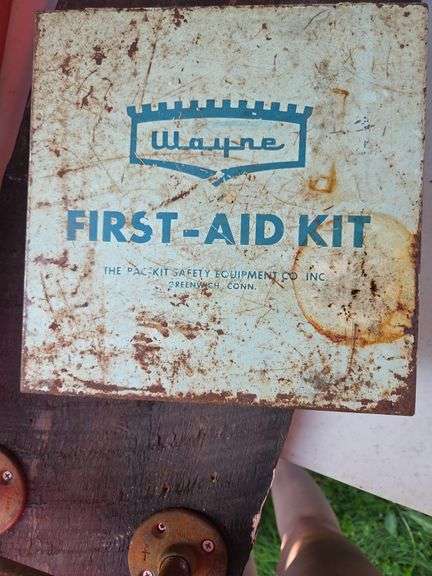 Wayne
FIRST-AID KIT
THE PAC-KIT SAFETY EQUIPMENT CO. INC.
GREENWICH, CONN.